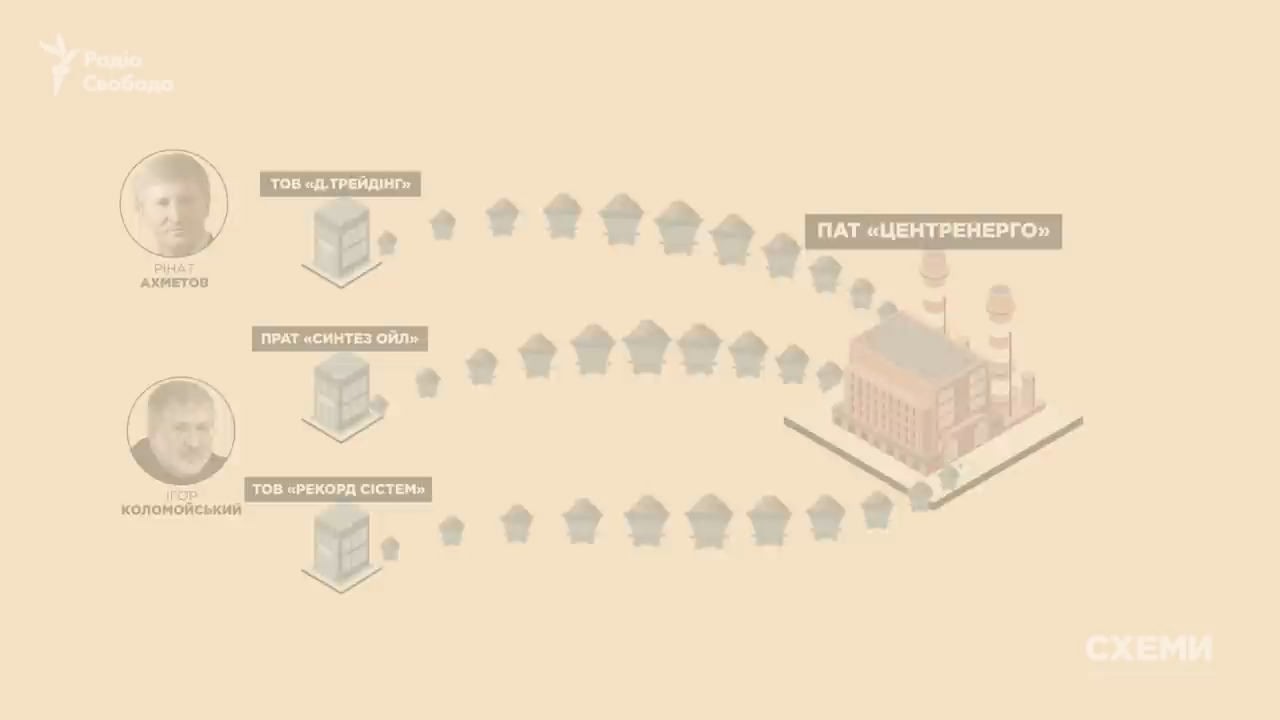 Радіо
Свобода
ТОВ «Д.ТРЕЙДІНГ»
РІНАТ
АХМЕТОВ
ПАТ «ЦЕНТРЕНЕРГО»
ПРАТ «СИНТЕЗ ОЙЛ»
ІГОР
КОЛОМОЙСЬКИЙ
ТОВ «РЕКОРД СІСТЕМ»
СХЕМИ